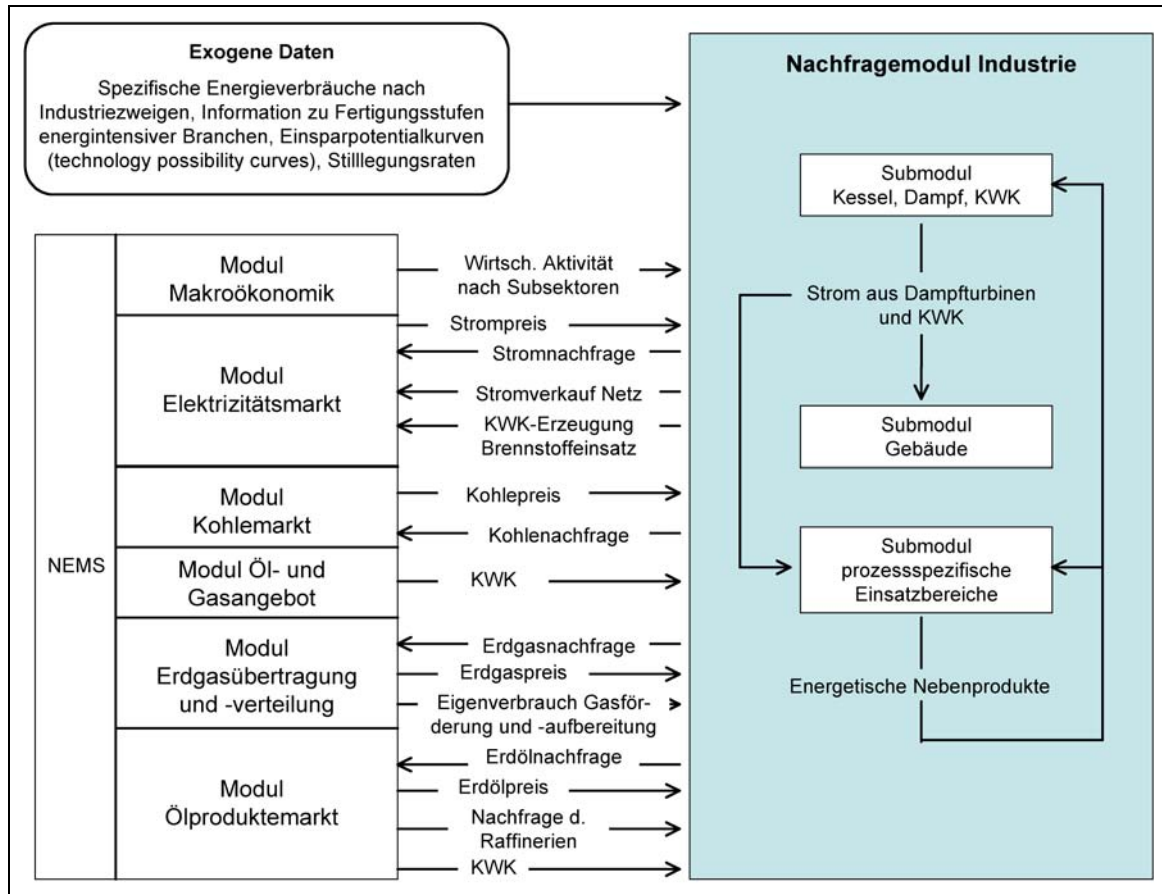 Exogene Daten
Spezifische Energieverbräuche nach
Industriezweigen, Information zu Fertigungsstufen
energintensiver Branchen, Einsparpotentialkurven
(technology possibility curves), Stilllegungsraten
NEMS
Modul
Makroökonomik
Modul
Elektrizitätsmarkt
Modul
Kohlemarkt
Modul Öl- und
Gasangebot
Modul
Erdgasübertragung
und -verteilung
Modul
Ölproduktemarkt
Wirtsch. Aktivität
nach Subsektoren
Strompreis
Stromnachfrage
Stromverkauf Netz
KWK-Erzeugung
Brennstoffeinsatz
Kohlepreis
Kohlenachfrage
KWK
Erdgasnachfrage
Erdgaspreis
Eigenverbrauch Gasför-
derung und -aufbereitung
Erdölnachfrage
Erdölpreis
Nachfrage d.
Raffinerien
KWK
Nachfragemodul Industrie
Submodul
Kessel, Dampf, KWK
Strom aus Dampfturbinen
und KWK
Submodul
Gebäude
Submodul
prozessspezifische
Einsatzbereiche
Energetische Nebenprodukte